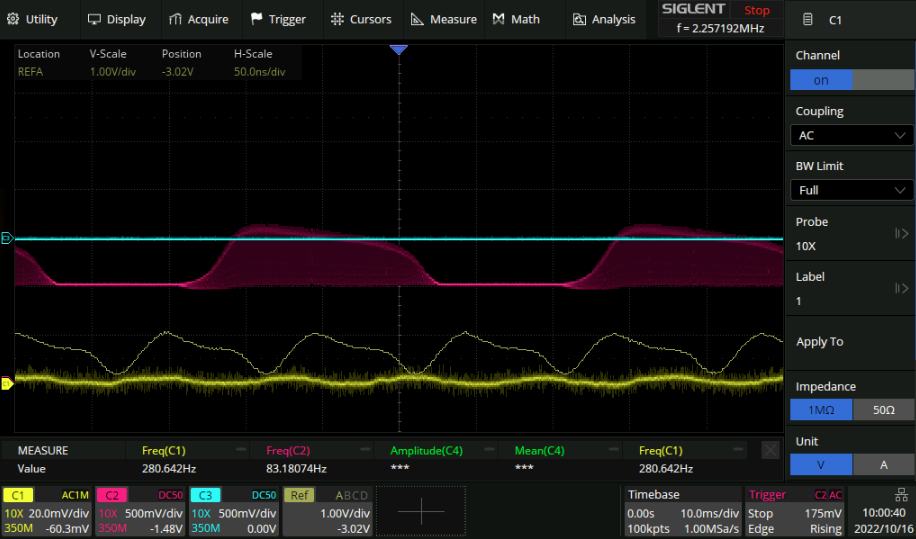 Utility Display Acquire Trigger Cursors Measure Math Analysis
SIGLENT Stop
f = 2.257192MHz
C1
Location V-Scale Position H-Scale
REFA 1.00V/div -3.02V 50.0ns/div
Channel
on
Coupling
AC
BW Limit
Full
Probe
10X
Label
1
Apply To
Impedance
1MΩ 50Ω
Unit
V A
C3
C1
MEASURE Freq(C1) Freq(C2) Amplitude(C4) Mean(C4) Freq(C1)
Value 280.642Hz 83.18074Hz *** *** 280.642Hz
C1 AC1M C2 DC50 C3 DC50 Ref ABCD
10X 20.0mV/div 10X 500mV/div 10X 500mV/div 1.00V/div
350M -60.3mV 350M -1.48V 350M 0.00V -3.02V
Timebase
0.00s 10.0ms/div
100kpts 1.00MSa/s
Trigger C2 AC
Stop 175mV
Edge Rising
10:00:40
2022/10/16